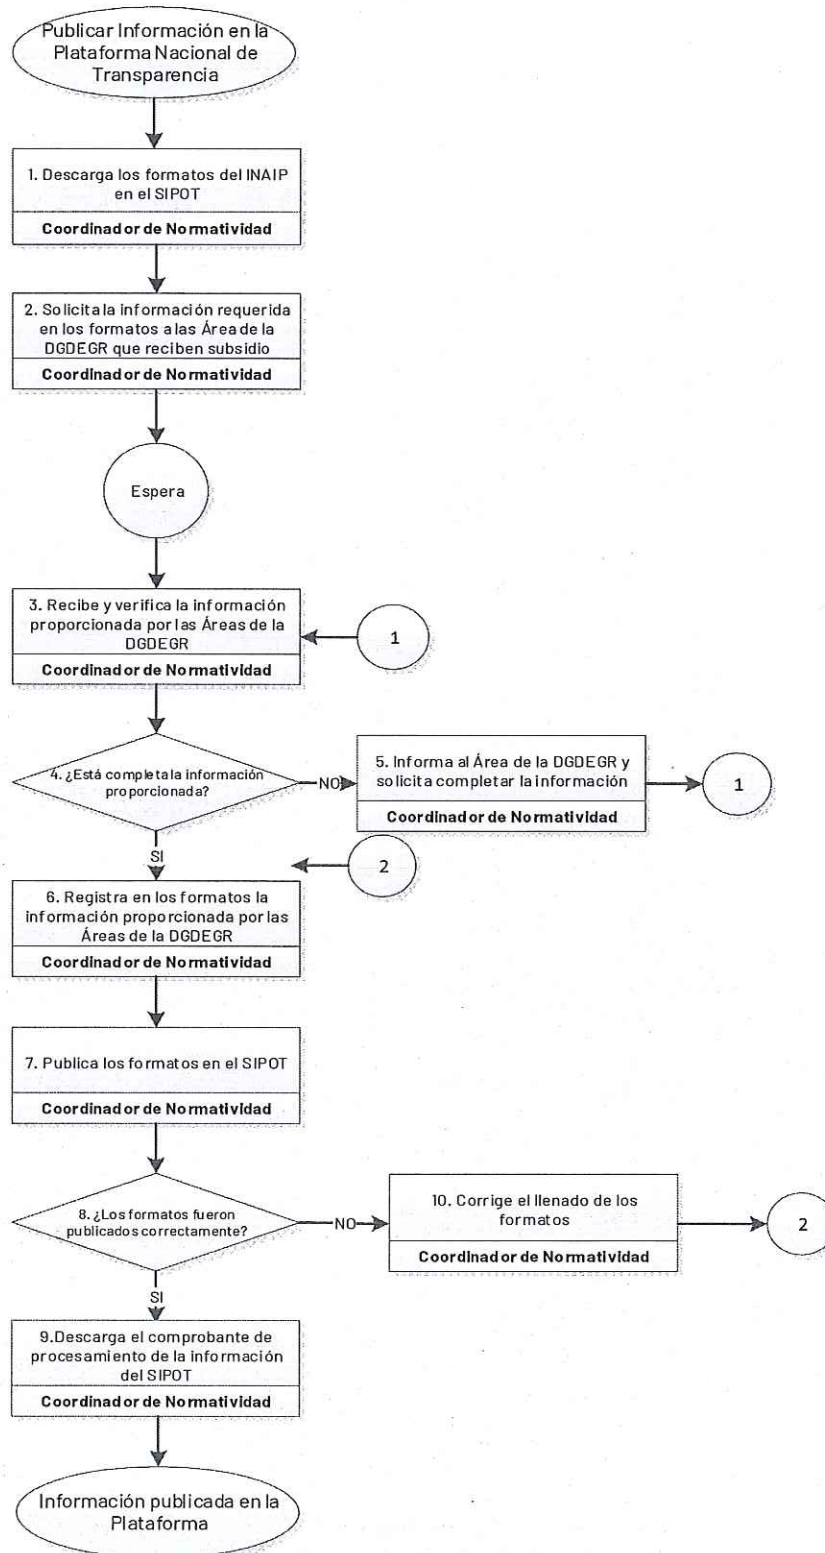 Publicar Información en la
Plataforma Nacional de
Transparencia
1. Descarga los formatos del INAIP
en el SIPOT
Coordinador de Normatividad
2. Solicita la información requerida
en los formatos a las Área de la
DGDEGR que reciben subsidio
Coordinador de Normatividad
Espera
3. Recibe y verifica la información
proporcionada por las Áreas de la
DGDEGR
Coordinador de Normatividad
1
4. ¿Está completa la información
proporcionada?
NO
5. Informa al Área de la DGDEGR y
solicita completar la información
Coordinador de Normatividad
1
SI
2
6. Registra en los formatos la
información proporcionada por las
Áreas de la DGDEGR
Coordinador de Normatividad
7. Publica los formatos en el SIPOT
Coordinador de Normatividad
8. ¿Los formatos fueron
publicados correctamente?
NO
10. Corrige el llenado de los
formatos
Coordinador de Normatividad
2
SI
9.Descarga el comprobante de
procesamiento de la información
del SIPOT
Coordinador de Normatividad
Información publicada en la
Plataforma